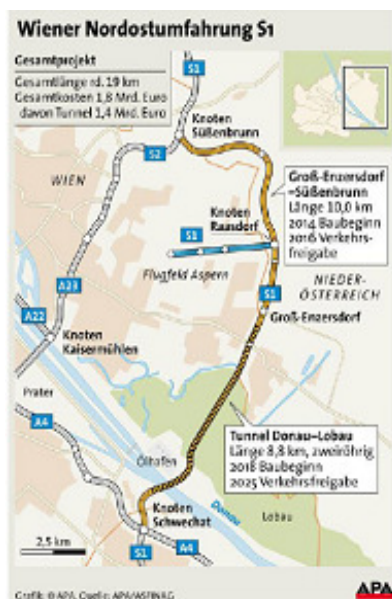 Wiener Nordostumfahrung S1
Gesamtprojekt
Gesamtlänge rd. 19 km
Gesamtkosten 1,8 Mrd. Euro
davon Tunnel 1,4 Mrd. Euro
S1
Knoten
Süßenbrunn
S2
WIEN
Groß-Enzersdorf
–Süßenbrunn
Länge 10,0 km
2014 Baubeginn
2016 Verkehrs-
freigabe
Knoten
Raasdorf
S1
Flugfeld Aspern
NIEDER-
ÖSTERREICH
A23
S1
Groß-Enzersdorf
A22
Knoten
Kaisermühlen
Prater
A4
Tunnel Donau–Lobau
Länge 8,8 km, zweiröhrig
2018 Baubeginn
2025 Verkehrsfreigabe
Ölhafen
Knoten
Schwechat
Donau
Lobau
2,5 km
S1
A4
Grafik: © APA, Quelle: APA/ASFINAG
APA